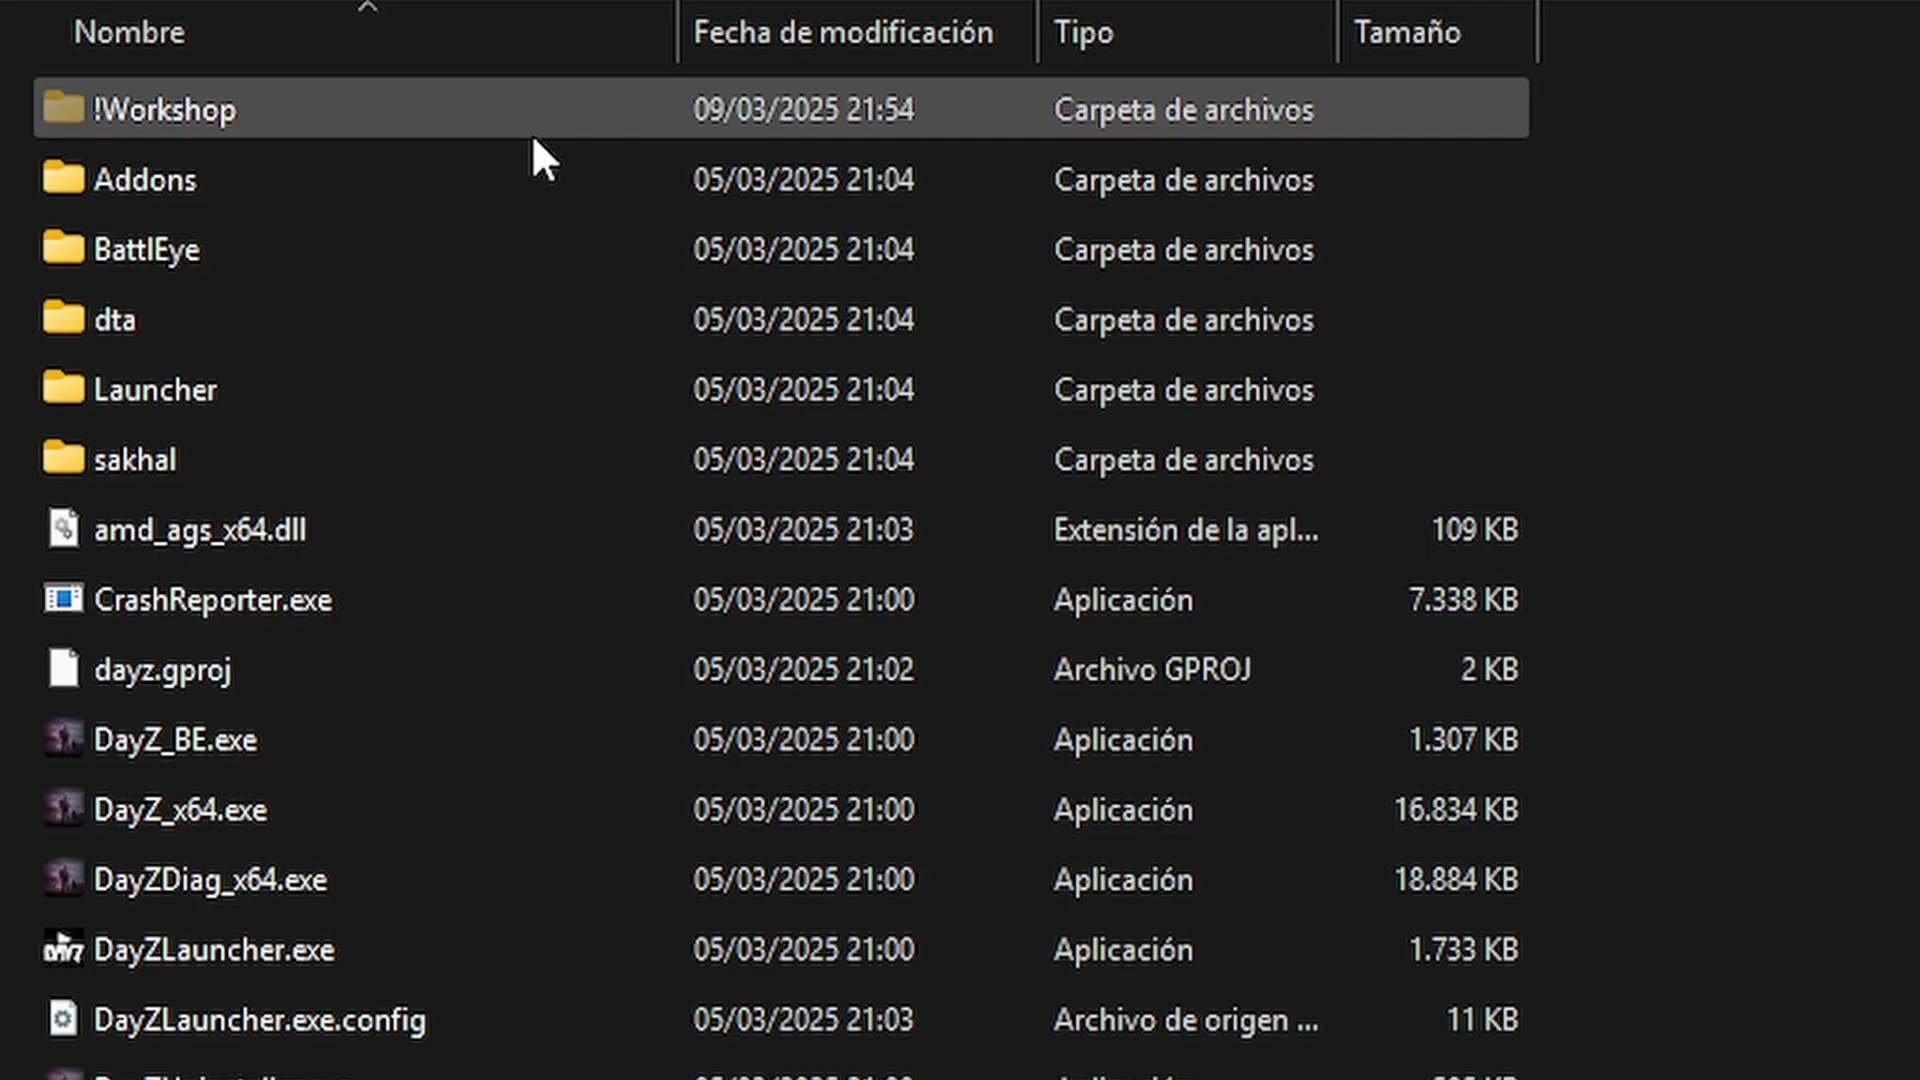 Nombre Fecha de modificación Tipo Tamaño
!Workshop 09/03/2025 21:54 Carpeta de archivos
Addons 05/03/2025 21:04 Carpeta de archivos
BattlEye 05/03/2025 21:04 Carpeta de archivos
dta 05/03/2025 21:04 Carpeta de archivos
Launcher 05/03/2025 21:04 Carpeta de archivos
sakhal 05/03/2025 21:04 Carpeta de archivos
amd_ags_x64.dll 05/03/2025 21:03 Extensión de la apl... 109 KB
CrashReporter.exe 05/03/2025 21:00 Aplicación 7.338 KB
dayz.gproj 05/03/2025 21:02 Archivo GPROJ 2 KB
DayZ_BE.exe 05/03/2025 21:00 Aplicación 1.307 KB
DayZ_x64.exe 05/03/2025 21:00 Aplicación 16.834 KB
DayZDiag_x64.exe 05/03/2025 21:00 Aplicación 18.884 KB
DayZLauncher.exe 05/03/2025 21:00 Aplicación 1.733 KB
DayZLauncher.exe.config 05/03/2025 21:03 Archivo de origen ... 11 KB